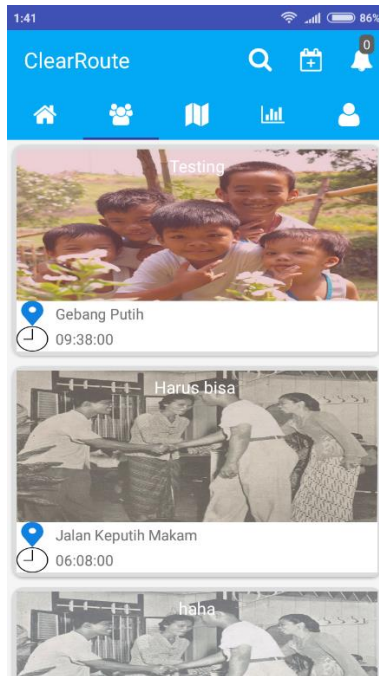 1:41
86%
ClearRoute
0
Testing
Gebang Putih
09:38:00
Harus bisa
Jalan Keputih Makam
06:08:00
haha